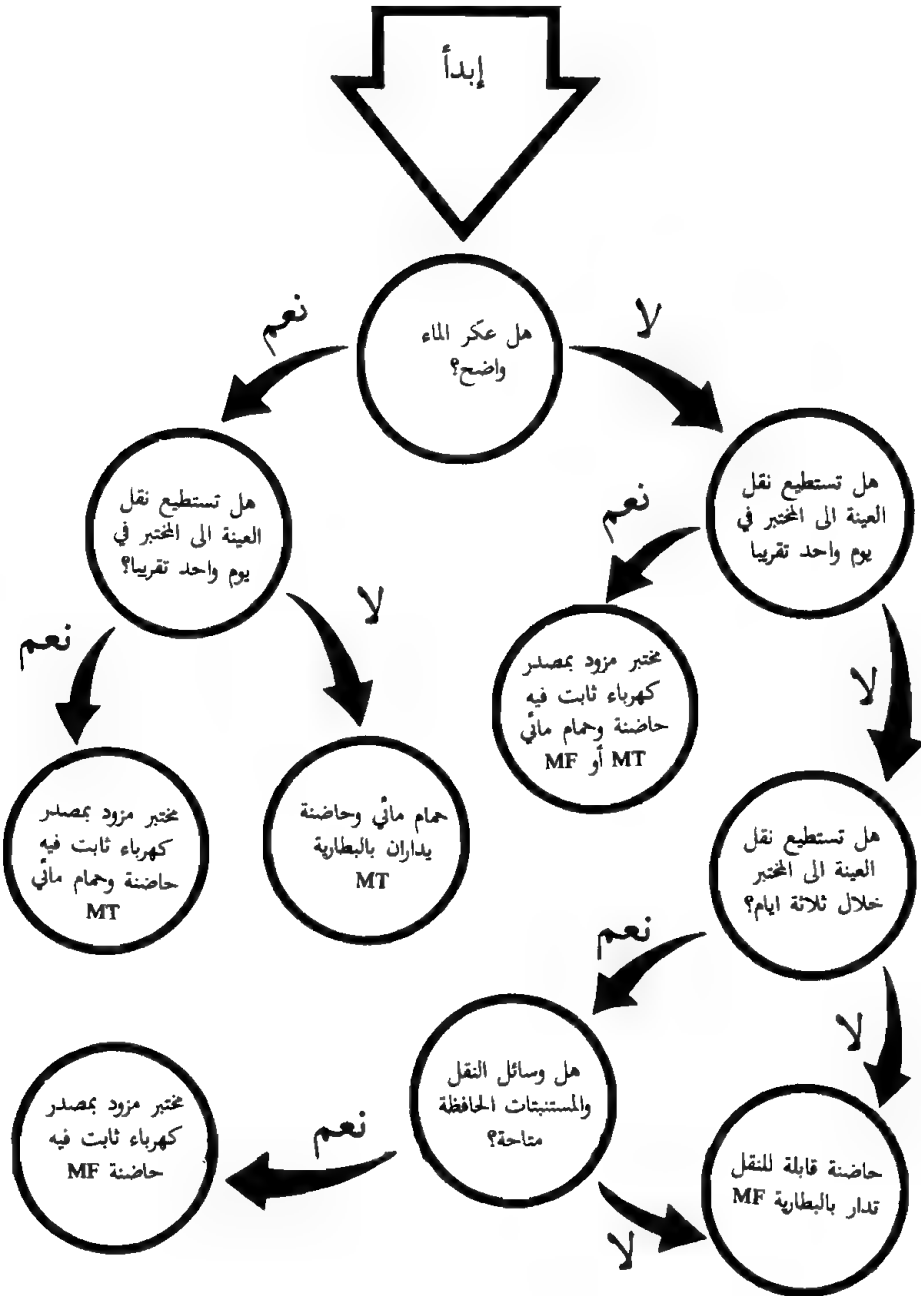 إبدأ
هل عكّر الماء
واضح؟
لا
نعم
هل تستطيع نقل
العينة الى المختبر في
يوم واحد تقريبا
هل تستطيع نقل
العينة الى المختبر في
يوم واحد تقريبا؟
نعم
لا
لا
نعم
مختبر مزود بمصدر
كهرباء ثابت فيه
حاضنة وحمام مائي
MT أو MF
حمام مائي وحاضنة
يداران بالبطارية
MT
مختبر مزود بمصدر
كهرباء ثابت فيه
حاضنة وحمام مائي
MT
هل تستطيع نقل
العينة الى المختبر
خلال ثلاثة ايام؟
نعم
لا
هل وسائل النقل
والمستنبتات الحافظة
متاحة؟
نعم
لا
حاضنة قابلة للنقل
تدار بالبطارية MF
مختبر مزود بمصدر
كهرباء ثابت فيه
حاضنة MF